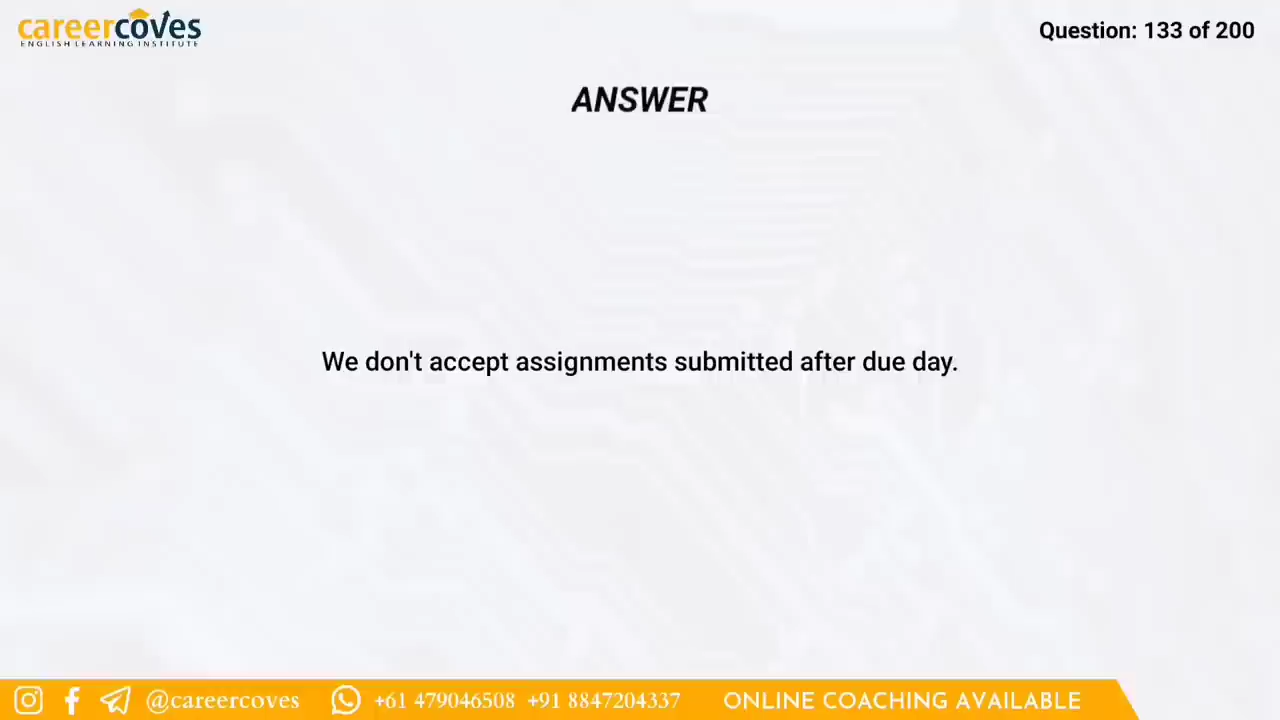 careercoves
ENGLISH LEARNING INSTITUTE
Question: 133 of 200
ANSWER
We don't accept assignments submitted after due day.
@careercoves +61 479046508 +91 8847204337 ONLINE COACHING AVAILABLE